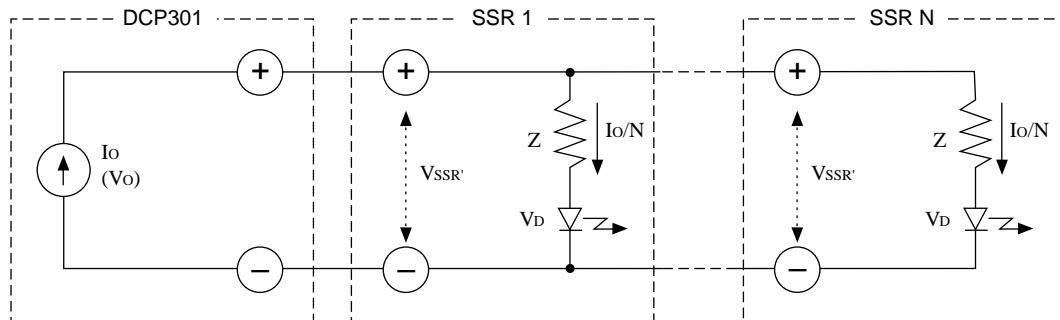 DCP301
SSR 1
SSR N
+
+
+
IO
(VO)
Z
IO/N
Z
IO/N
VSSR'
VSSR'
VD
VD
−
−
−